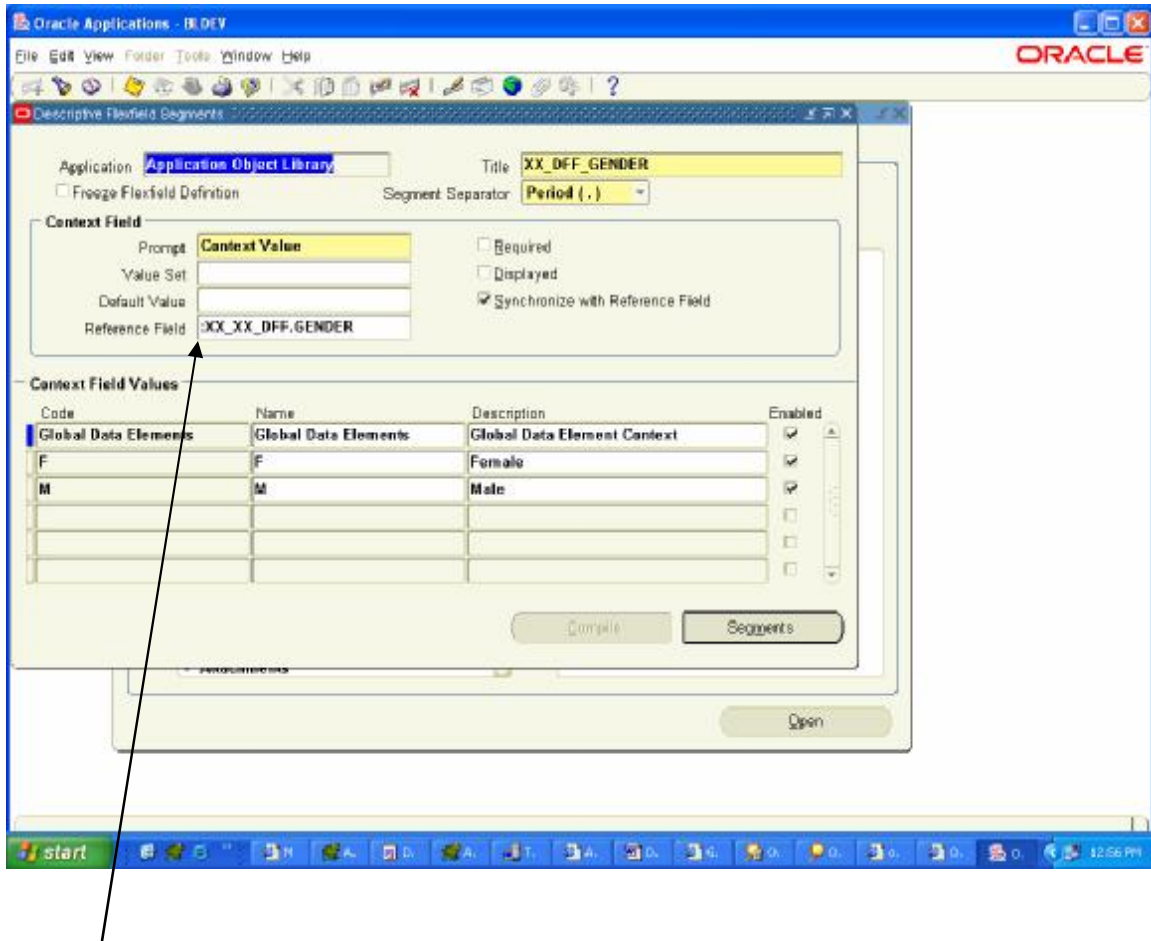 Oracle Applications - BLDEV
File Edit View Folder Tools Window Help
ORACLE
Descriptive Flexfield Segments
Application Application Object Library Title XX_DFF_GENDER
Freeze Flexfield Definition Segment Separator Period ( . )
Context Field
Prompt Context Value Required
Value Set Displayed
Default Value Synchronize with Reference Field
Reference Field :XX_XX_DFF.GENDER
Context Field Values
Code Name Description Enabled
Global Data Elements Global Data Elements Global Data Element Context
F F Female
M M Male
Compile Segments
Attachments
Open
start N A. D. A. T. A. D. G. O. O. o. O. O. 12:56 PM